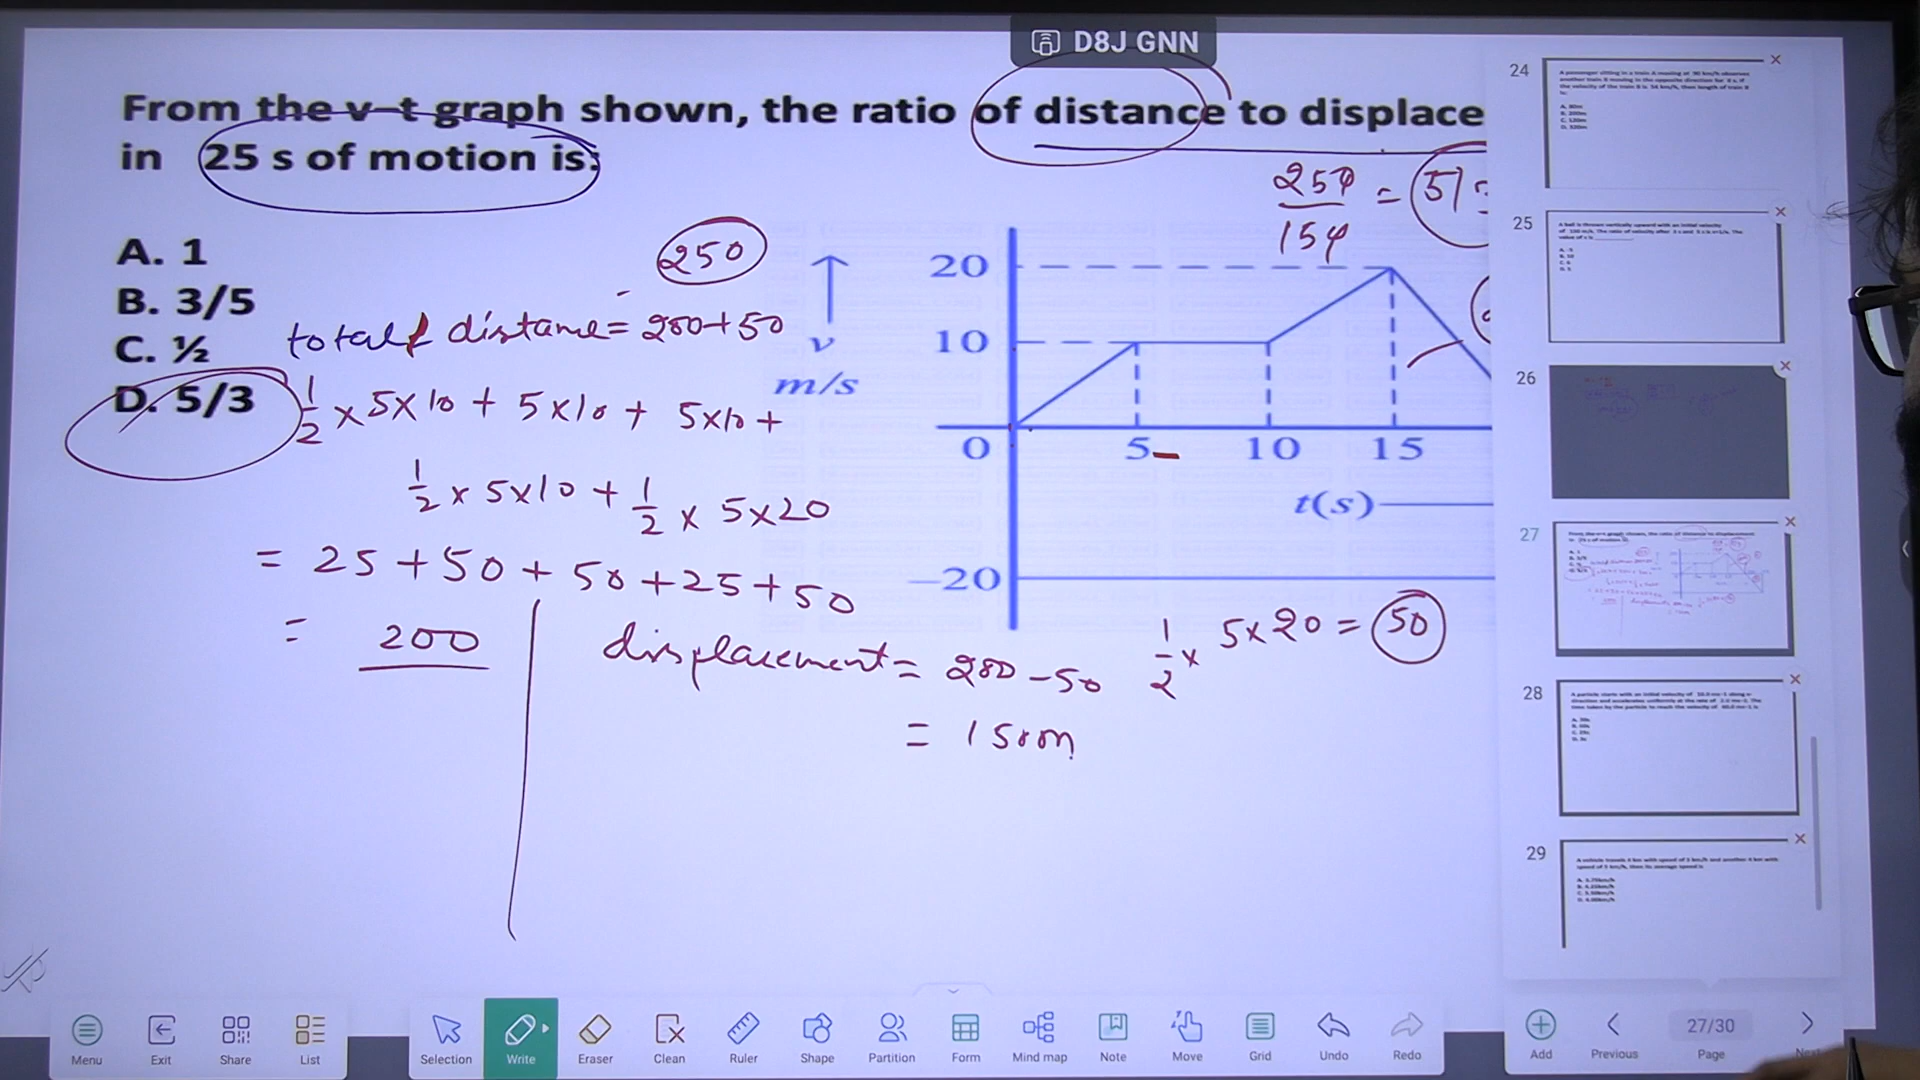 D8J GNN
From the v-t graph shown, the ratio of distance to displace
in 25 s of motion is:
A. 1
B. 3/5
C. ½
D. 5/3
250
total distance = 200+50
1/2 × 5×10 + 5×10 + 5×10 +
1/2 × 5×10 + 1/2 × 5×20
= 25 + 50 + 50 + 25 + 50
= 200
displacement = 200 - 50
= 150m
1/2 × 5×20 = 50
250/150 = 5/
v
m/s
20
10
0
-20
5
10
15
t(s)
24
25
26
27
28
29
Menu
Exit
Share
List
Selection
Write
Eraser
Clean
Ruler
Shape
Partition
Form
Mind map
Note
Move
Grid
Undo
Redo
Add
Previous
27/30
Page
Next